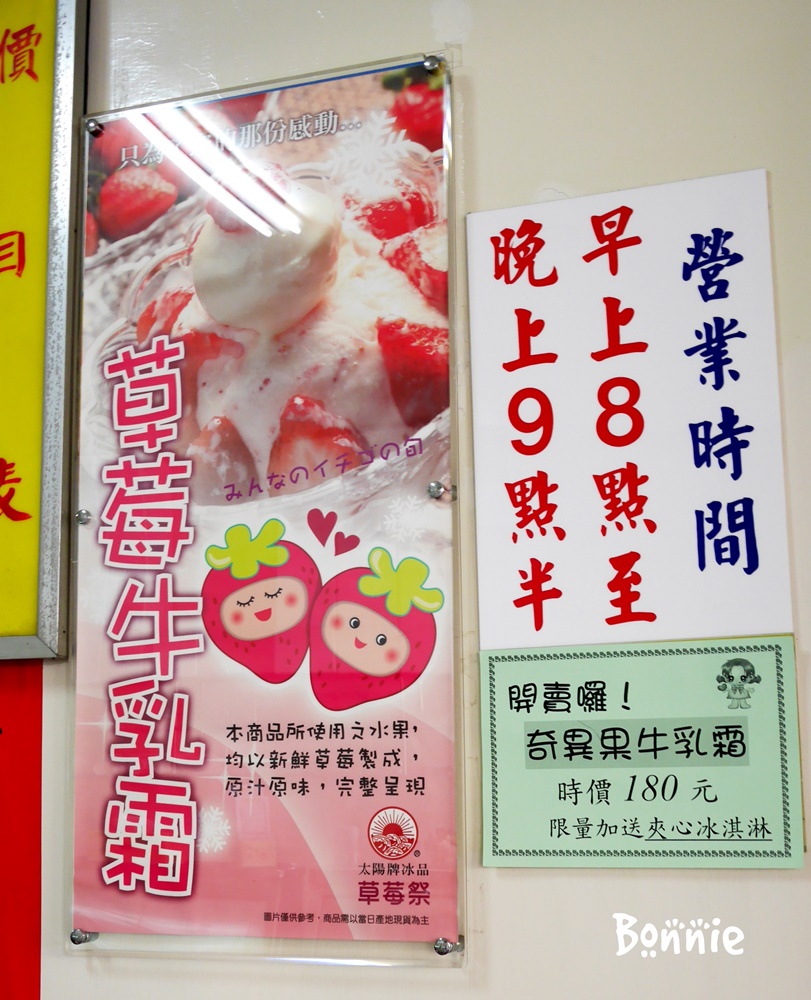 價
目
表
只為
那份感動...
草莓牛乳霜
みんなのイチゴの旬
本商品所使用之水果，
均以新鮮草莓製成，
原汁原味，完整呈現
太陽牌冰品
草莓祭
圖片僅供參考，商品需以當日產地現貨為主
營業時間
早上8點至
晚上9點半
開賣囉！
奇異果牛乳霜
時價 180 元
限量加送夾心冰淇淋
Bonnie